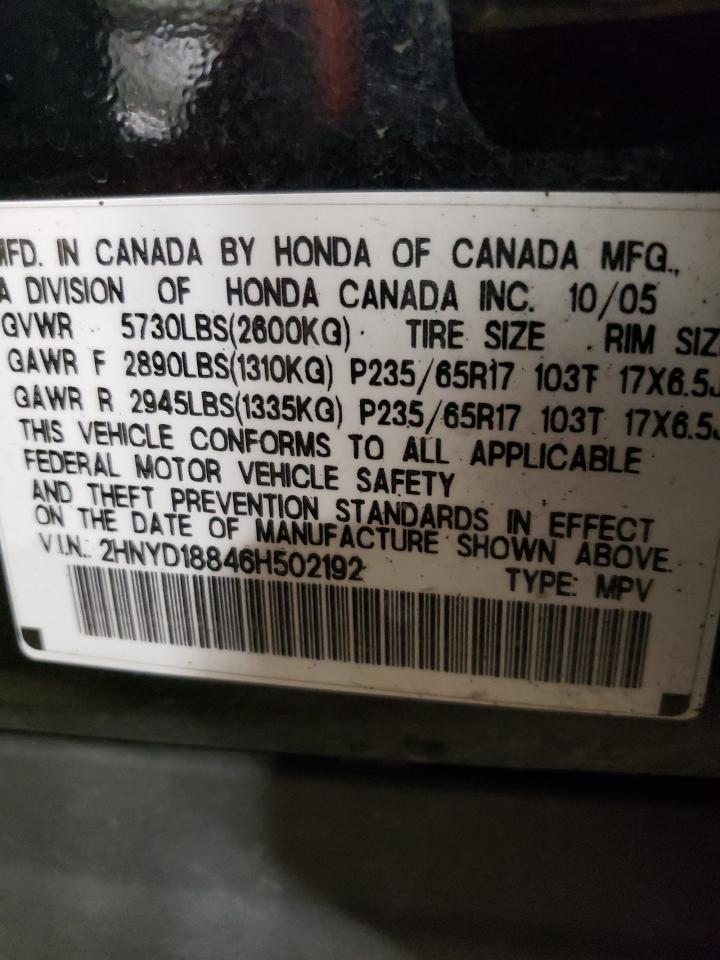 MFD. IN CANADA BY HONDA OF CANADA MFG.,
A DIVISION OF HONDA CANADA INC. 10/05
GVWR 5730LBS(2600KG) TIRE SIZE RIM SIZ
GAWR F 2890LBS(1310KG) P235/65R17 103T 17X6.5J
GAWR R 2945LBS(1335KG) P235/65R17 103T 17X6.5J
THIS VEHICLE CONFORMS TO ALL APPLICABLE
FEDERAL MOTOR VEHICLE SAFETY
AND THEFT PREVENTION STANDARDS IN EFFECT
ON THE DATE OF MANUFACTURE SHOWN ABOVE.
V.I.N.: 2HNYD18846H502192 TYPE: MPV